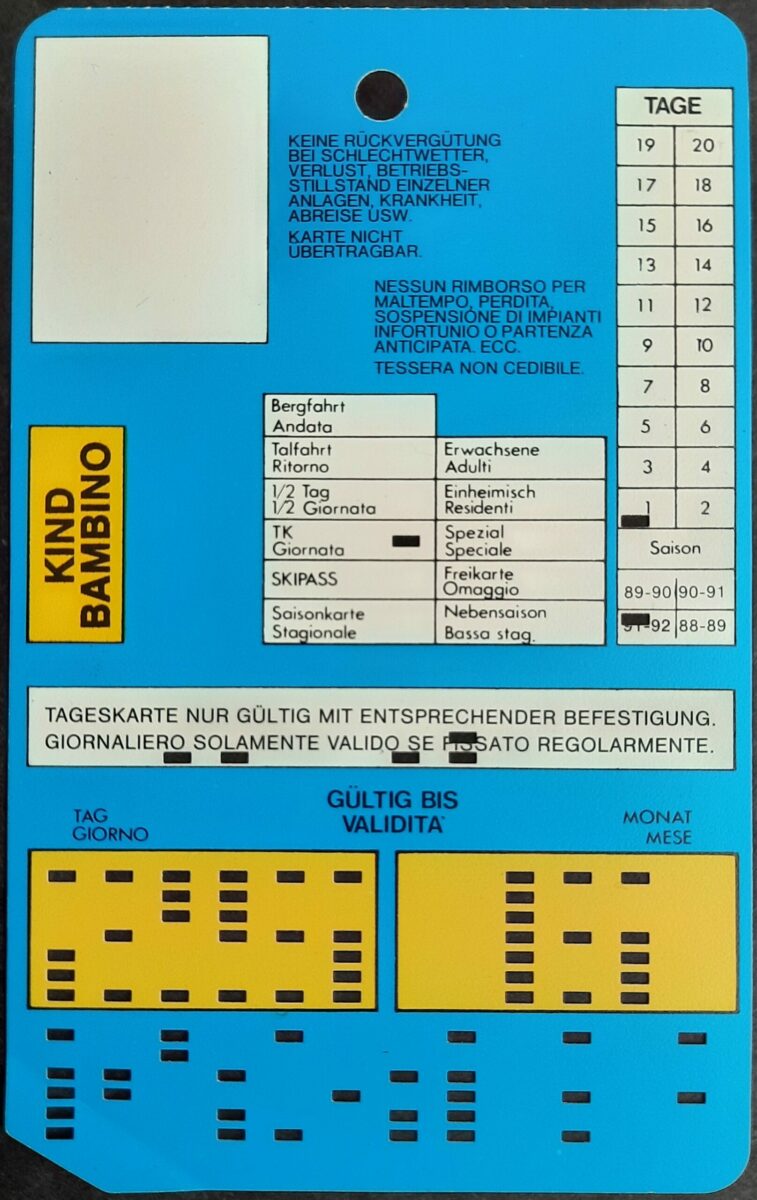 KEINE RÜCKVERGÜTUNG
BEI SCHLECHTWETTER,
VERLUST, BETRIEBS-
STILLSTAND EINZELNER
ANLAGEN, KRANKHEIT,
ABREISE USW.
KARTE NICHT
ÜBERTRAGBAR.
NESSUN RIMBORSO PER
MALTEMPO, PERDITA,
SOSPENSIONE DI IMPIANTI
INFORTUNIO O PARTENZA
ANTICIPATA. ECC.
TESSERA NON CEDIBILE.
TAGE
19 20
17 18
15 16
13 14
11 12
9 10
7 8
5 6
3 4
1 2
Saison
89-90 90-91
91-92 88-89
KIND
BAMBINO
Bergfahrt
Andata
Talfahrt
Ritorno
Erwachsene
Adulti
1/2 Tag
1/2 Giornata
Einheimisch
Residenti
TK
Giornata
Spezial
Speciale
SKIPASS
Freikarte
Omaggio
Saisonkarte
Stagionale
Nebensaison
Bassa stag.
TAGESKARTE NUR GÜLTIG MIT ENTSPRECHENDER BEFESTIGUNG.
GIORNALIERO SOLAMENTE VALIDO SE FISSATO REGOLARMENTE.
GÜLTIG BIS
VALIDITA'
TAG
GIORNO
MONAT
MESE
25 6